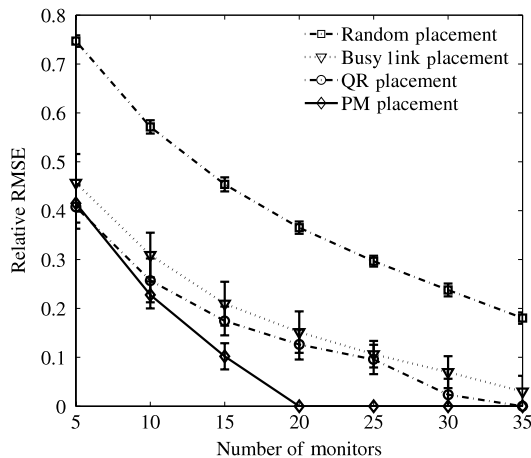 0.8
0.7
0.6
0.5
0.4
0.3
0.2
0.1
0
Relative RMSE
Random placement
Busy link placement
QR placement
PM placement
5 10 15 20 25 30 35
Number of monitors